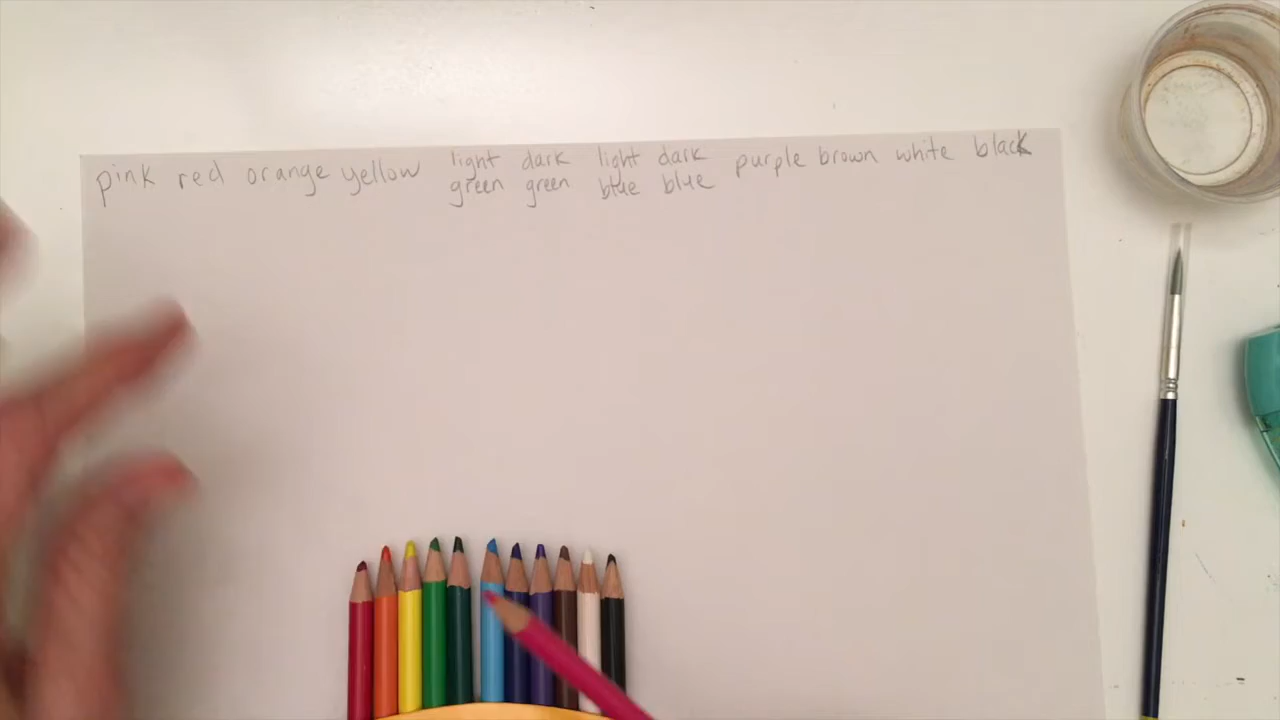 pink red orange yellow light green dark green light blue dark blue purple brown white black